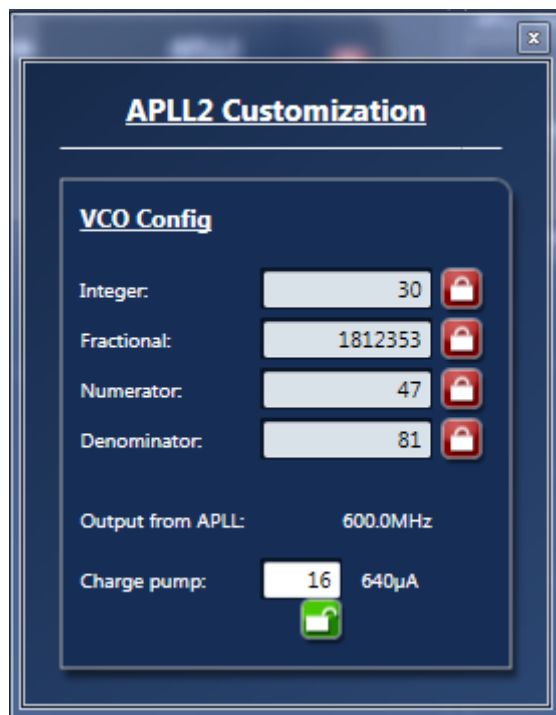 x
APLL2 Customization
VCO Config
Integer: 30
Fractional: 1812353
Numerator: 47
Denominator: 81
Output from APLL: 600.0MHz
Charge pump: 16 640µA